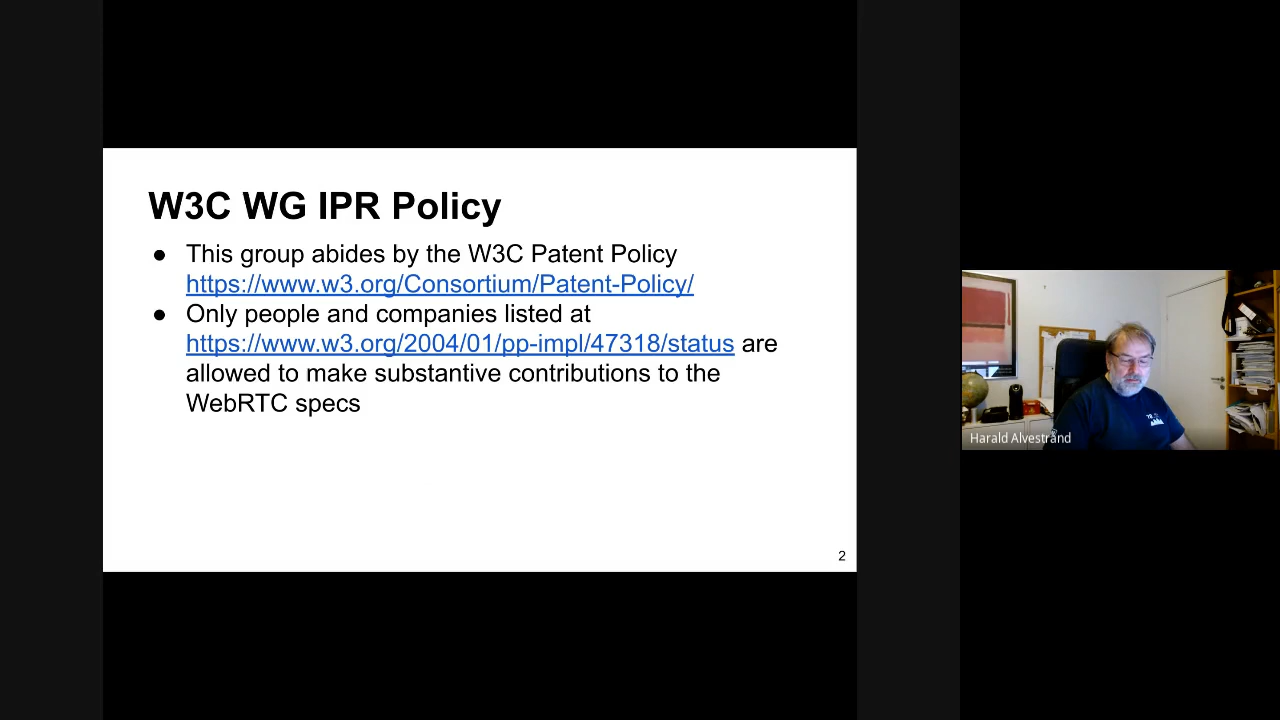 W3C WG IPR Policy
● This group abides by the W3C Patent Policy
https://www.w3.org/Consortium/Patent-Policy/
● Only people and companies listed at
https://www.w3.org/2004/01/pp-impl/47318/status are
allowed to make substantive contributions to the
WebRTC specs
2
Harald Alvestrand